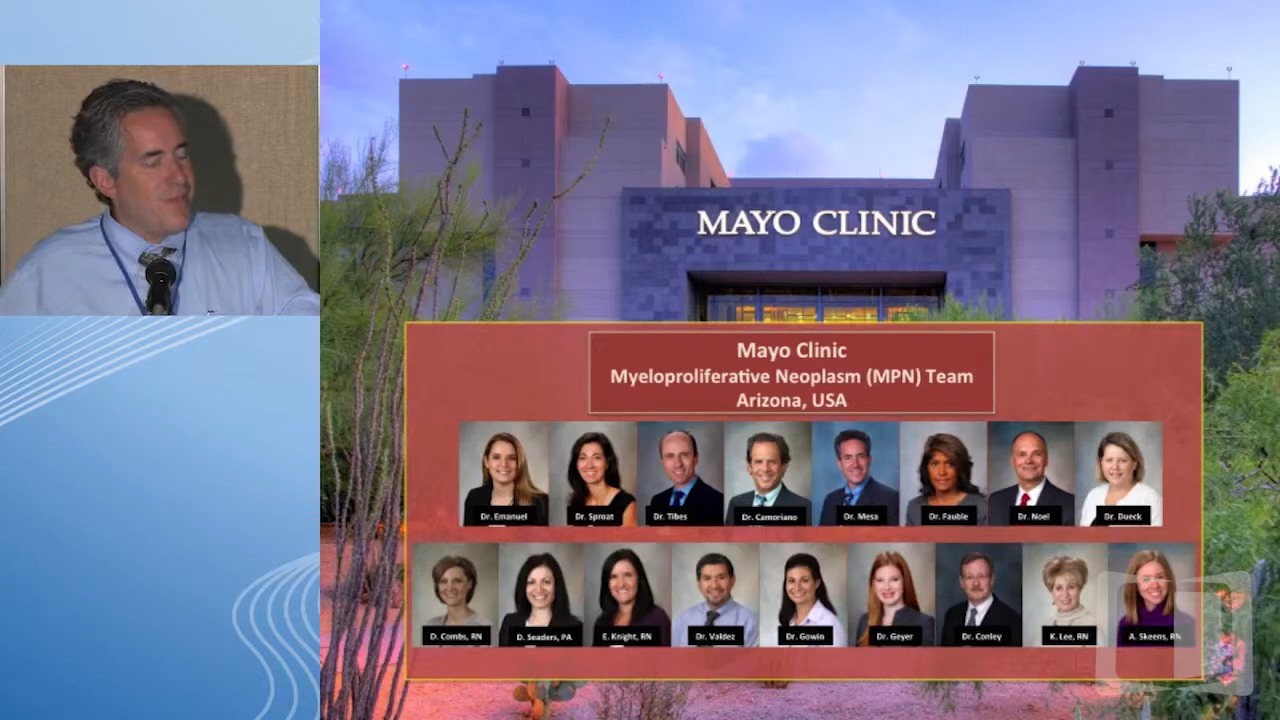 MAYO CLINIC
Mayo Clinic
Myeloproliferative Neoplasm (MPN) Team
Arizona, USA
Dr. Emanuel
Dr. Sproat
Dr. Tibes
Dr. Camoriano
Dr. Mesa
Dr. Fauble
Dr. Noel
Dr. Dueck
D. Combs, RN
D. Seaders, PA
E. Knight, RN
Dr. Valdez
Dr. Gowin
Dr. Geyer
Dr. Conley
K. Lee, RN
A. Skeens, RN